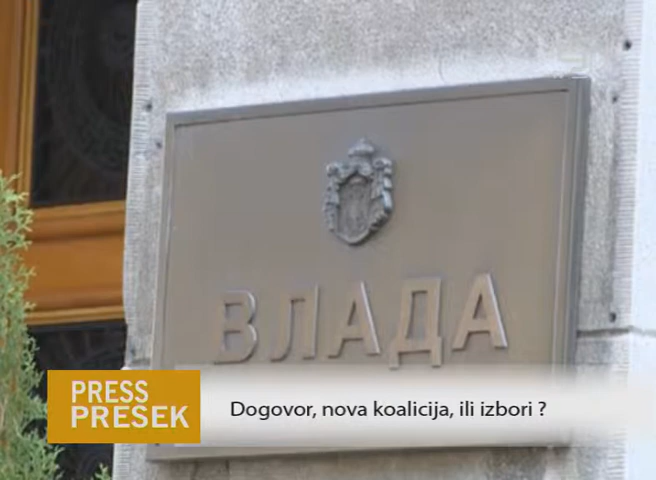 ВЛАДА
PRESS
PRESEK
Dogovor, nova koalicija, ili izbori ?